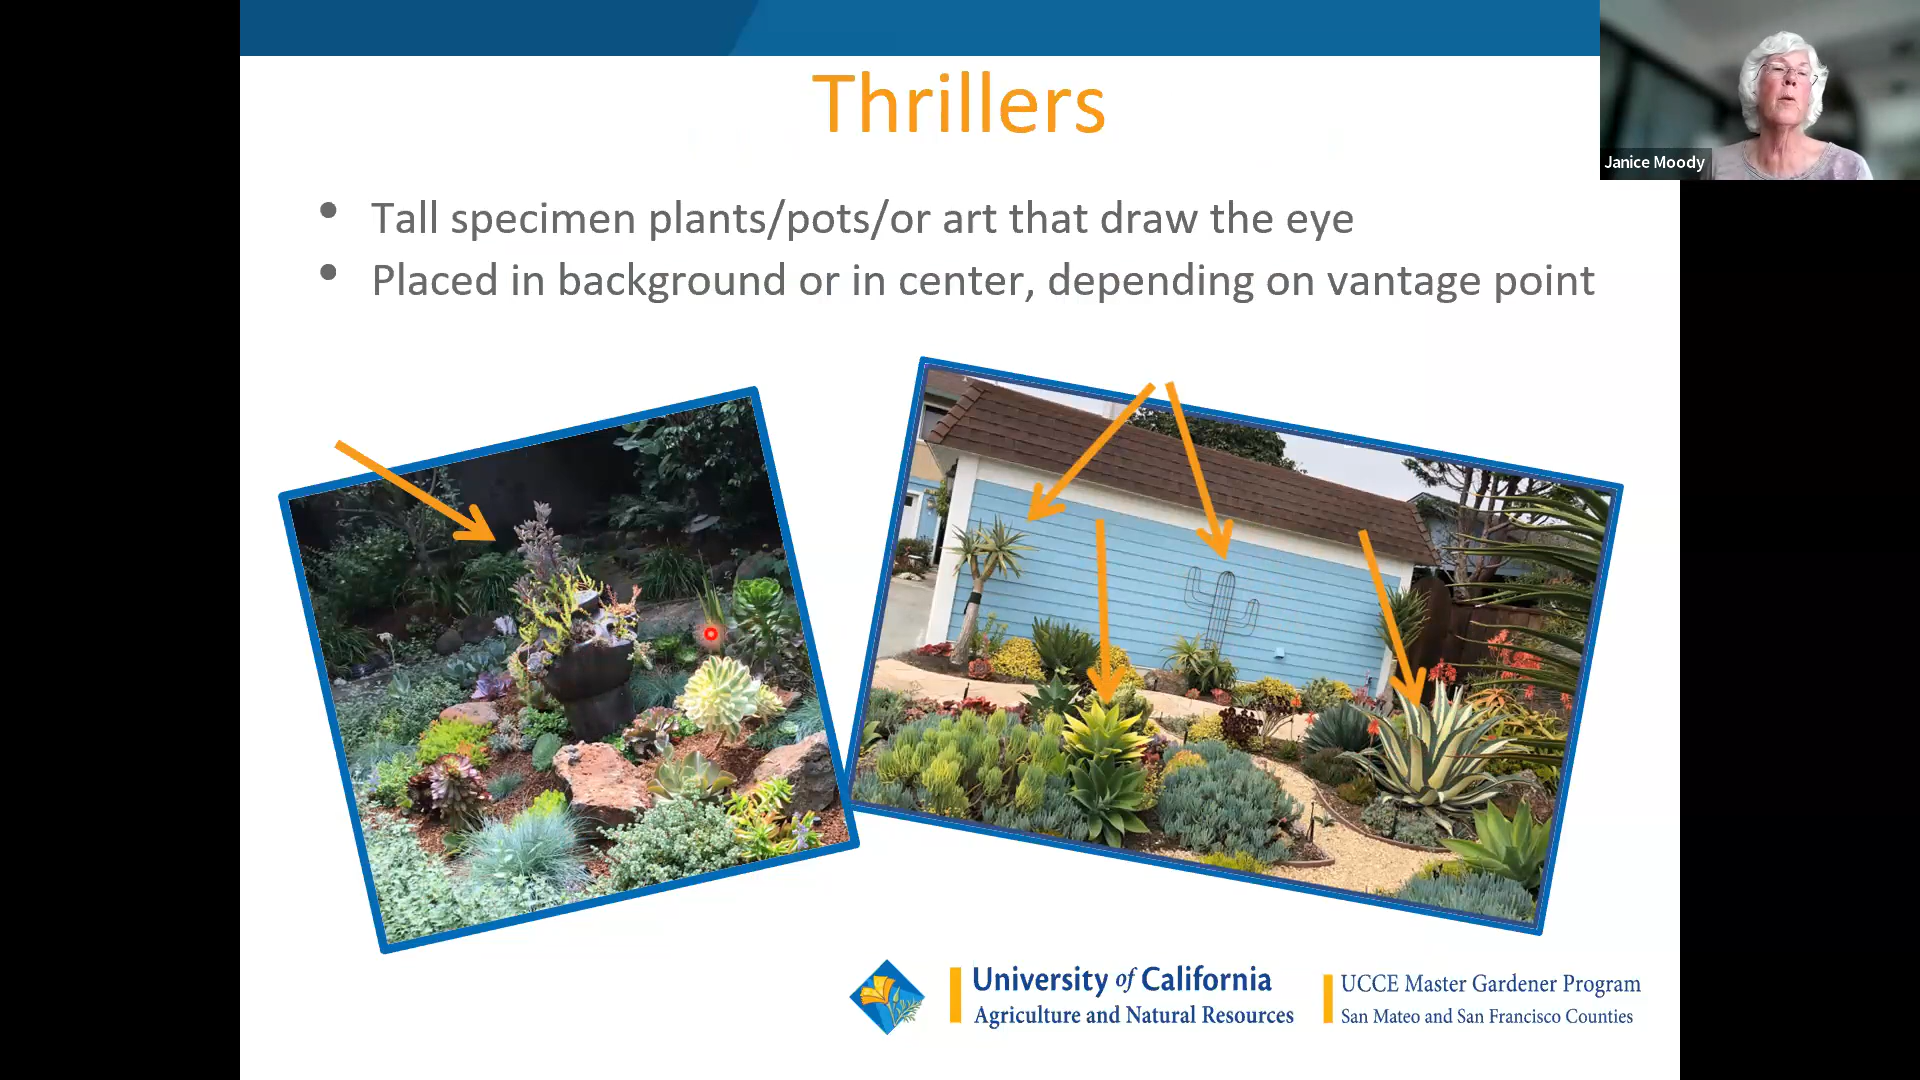 Thrillers
Janice Moody
• Tall specimen plants/pots/or art that draw the eye
• Placed in background or in center, depending on vantage point
University of California
Agriculture and Natural Resources
UCCE Master Gardener Program
San Mateo and San Francisco Counties